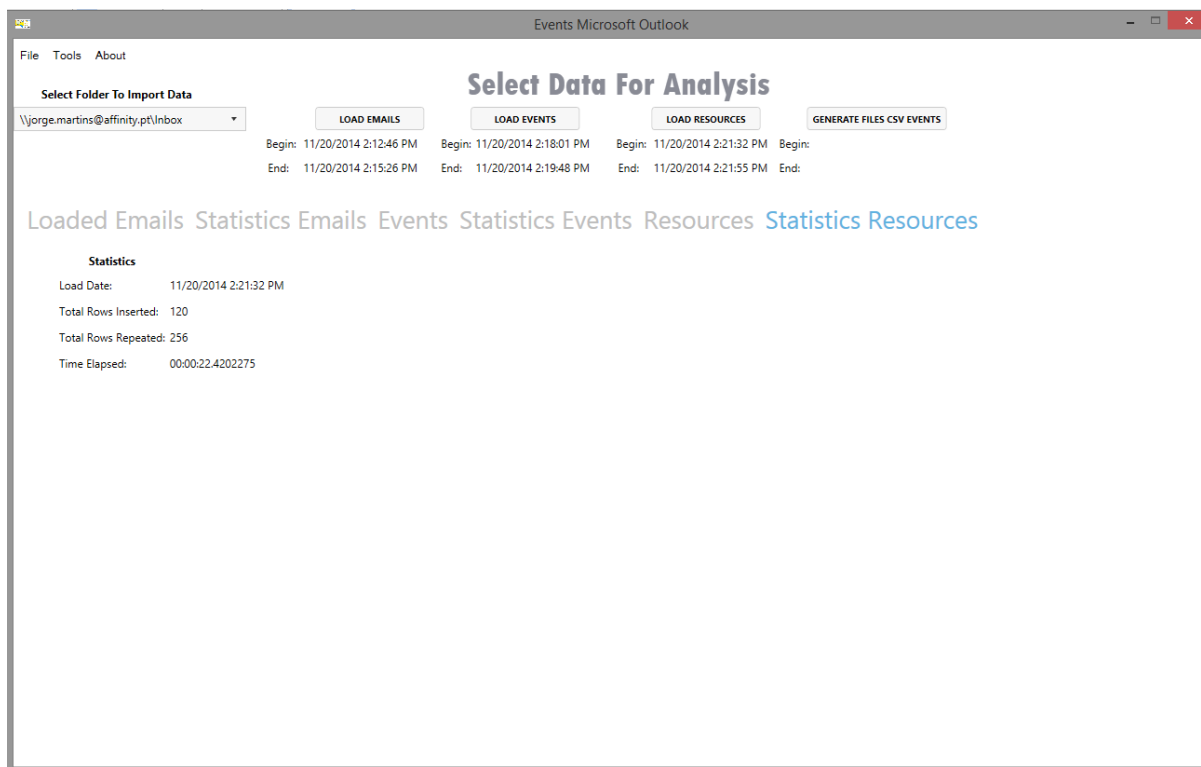 Events Microsoft Outlook
File Tools About
Select Data For Analysis
Select Folder To Import Data
\\jorge.martins@affinity.pt\Inbox LOAD EMAILS LOAD EVENTS LOAD RESOURCES GENERATE FILES CSV EVENTS
Begin: 11/20/2014 2:12:46 PM Begin: 11/20/2014 2:18:01 PM Begin: 11/20/2014 2:21:32 PM Begin:
End: 11/20/2014 2:15:26 PM End: 11/20/2014 2:19:48 PM End: 11/20/2014 2:21:55 PM End:
Loaded Emails Statistics Emails Events Statistics Events Resources Statistics Resources
Statistics
Load Date: 11/20/2014 2:21:32 PM
Total Rows Inserted: 120
Total Rows Repeated: 256
Time Elapsed: 00:00:22.4202275